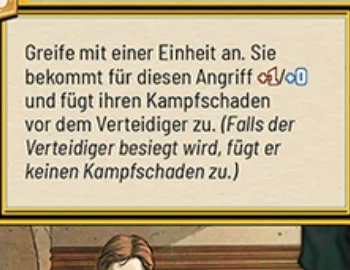 Greife mit einer Einheit an. Sie
bekommt für diesen Angriff +1/+0
und fügt ihren Kampfschaden
vor dem Verteidiger zu. (Falls der
Verteidiger besiegt wird, fügt er
keinen Kampfschaden zu.)